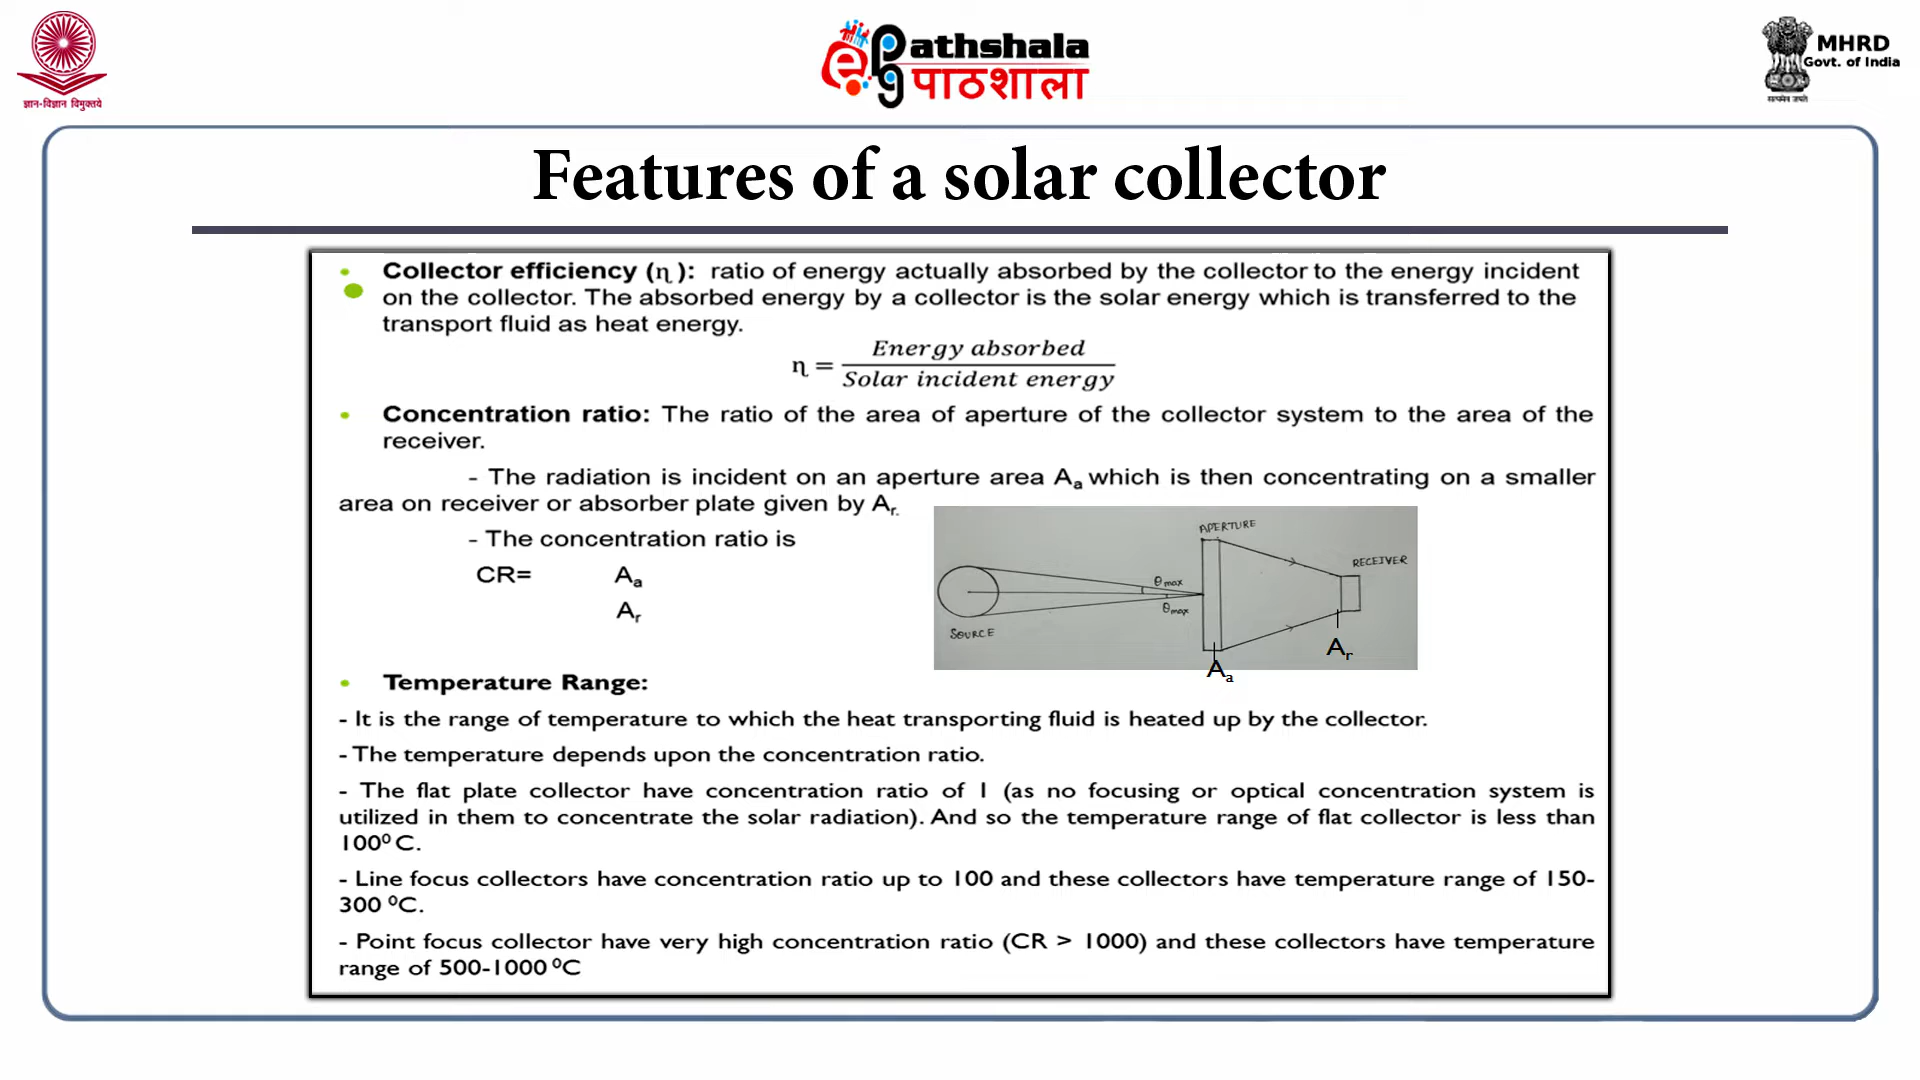 ज्ञान-विज्ञान विमुक्तये
e pg athshala
पाठशाला
सत्यमेव जयते
MHRD
Govt. of India
Features of a solar collector
• Collector efficiency (η ): ratio of energy actually absorbed by the collector to the energy incident
on the collector. The absorbed energy by a collector is the solar energy which is transferred to the
transport fluid as heat energy.
Energy absorbed
η =
Solar incident energy
• Concentration ratio: The ratio of the area of aperture of the collector system to the area of the
receiver.
- The radiation is incident on an aperture area Aa which is then concentrating on a smaller
area on receiver or absorber plate given by Ar.
- The concentration ratio is
CR= Aa
Ar
APERTURE
RECEIVER
θmax
θmax
SOURCE
Ar
Aa
• Temperature Range:
- It is the range of temperature to which the heat transporting fluid is heated up by the collector.
- The temperature depends upon the concentration ratio.
- The flat plate collector have concentration ratio of 1 (as no focusing or optical concentration system is
utilized in them to concentrate the solar radiation). And so the temperature range of flat collector is less than
100⁰ C.
- Line focus collectors have concentration ratio up to 100 and these collectors have temperature range of 150-
300 ⁰C.
- Point focus collector have very high concentration ratio (CR > 1000) and these collectors have temperature
range of 500-1000 ⁰C